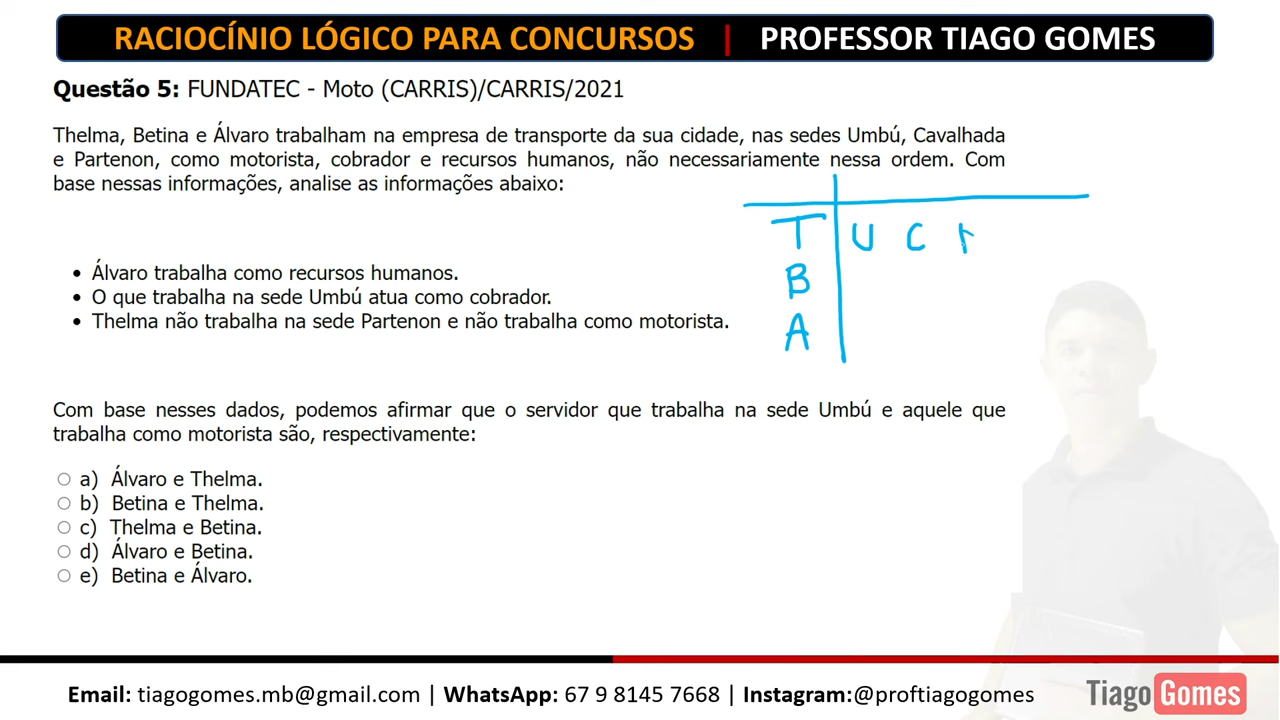 RACIOCÍNIO LÓGICO PARA CONCURSOS | PROFESSOR TIAGO GOMES
Questão 5: FUNDATEC - Moto (CARRIS)/CARRIS/2021
Thelma, Betina e Álvaro trabalham na empresa de transporte da sua cidade, nas sedes Umbú, Cavalhada
e Partenon, como motorista, cobrador e recursos humanos, não necessariamente nessa ordem. Com
base nessas informações, analise as informações abaixo:
T U C
B
A
• Álvaro trabalha como recursos humanos.
• O que trabalha na sede Umbú atua como cobrador.
• Thelma não trabalha na sede Partenon e não trabalha como motorista.
Com base nesses dados, podemos afirmar que o servidor que trabalha na sede Umbú e aquele que
trabalha como motorista são, respectivamente:
a) Álvaro e Thelma.
b) Betina e Thelma.
c) Thelma e Betina.
d) Álvaro e Betina.
e) Betina e Álvaro.
Email: tiagogomes.mb@gmail.com | WhatsApp: 67 9 8145 7668 | Instagram:@proftiagogomes
Tiago Gomes